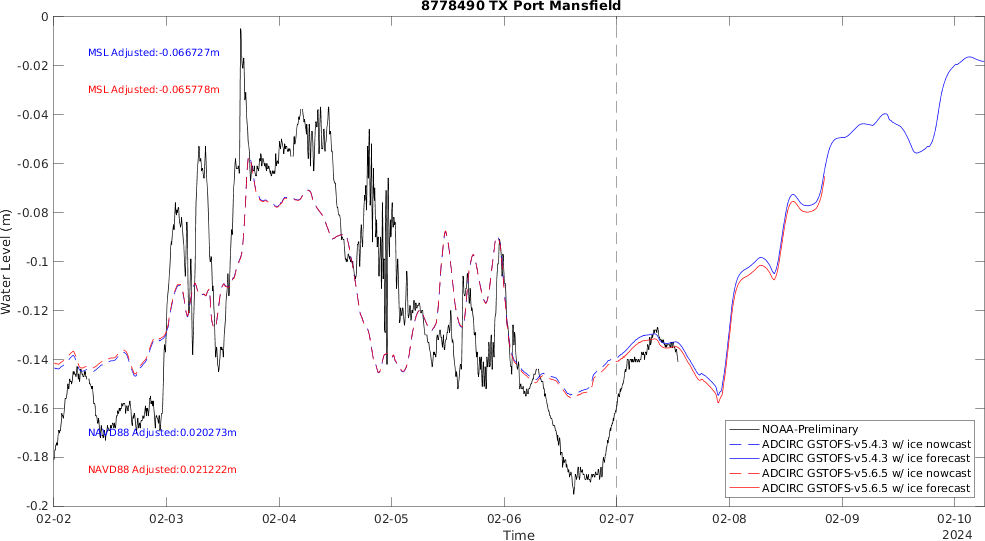 8778490 TX Port Mansfield
MSL Adjusted:-0.066727m
MSL Adjusted:-0.065778m
NAVD88 Adjusted:0.020273m
NAVD88 Adjusted:0.021222m
Water Level (m)
0
-0.02
-0.04
-0.06
-0.08
-0.1
-0.12
-0.14
-0.16
-0.18
-0.2
NOAA-Preliminary
ADCIRC GSTOFS-v5.4.3 w/ ice nowcast
ADCIRC GSTOFS-v5.4.3 w/ ice forecast
ADCIRC GSTOFS-v5.6.5 w/ ice nowcast
ADCIRC GSTOFS-v5.6.5 w/ ice forecast
02-02 02-03 02-04 02-05 02-06 02-07 02-08 02-09 02-10
Time
2024